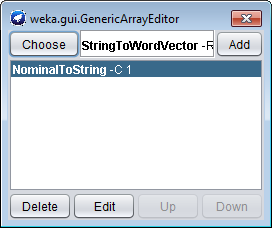 weka.gui.GenericArrayEditor
Choose StringToWordVector -R Add
NominalToString -C 1
Delete Edit Up Down